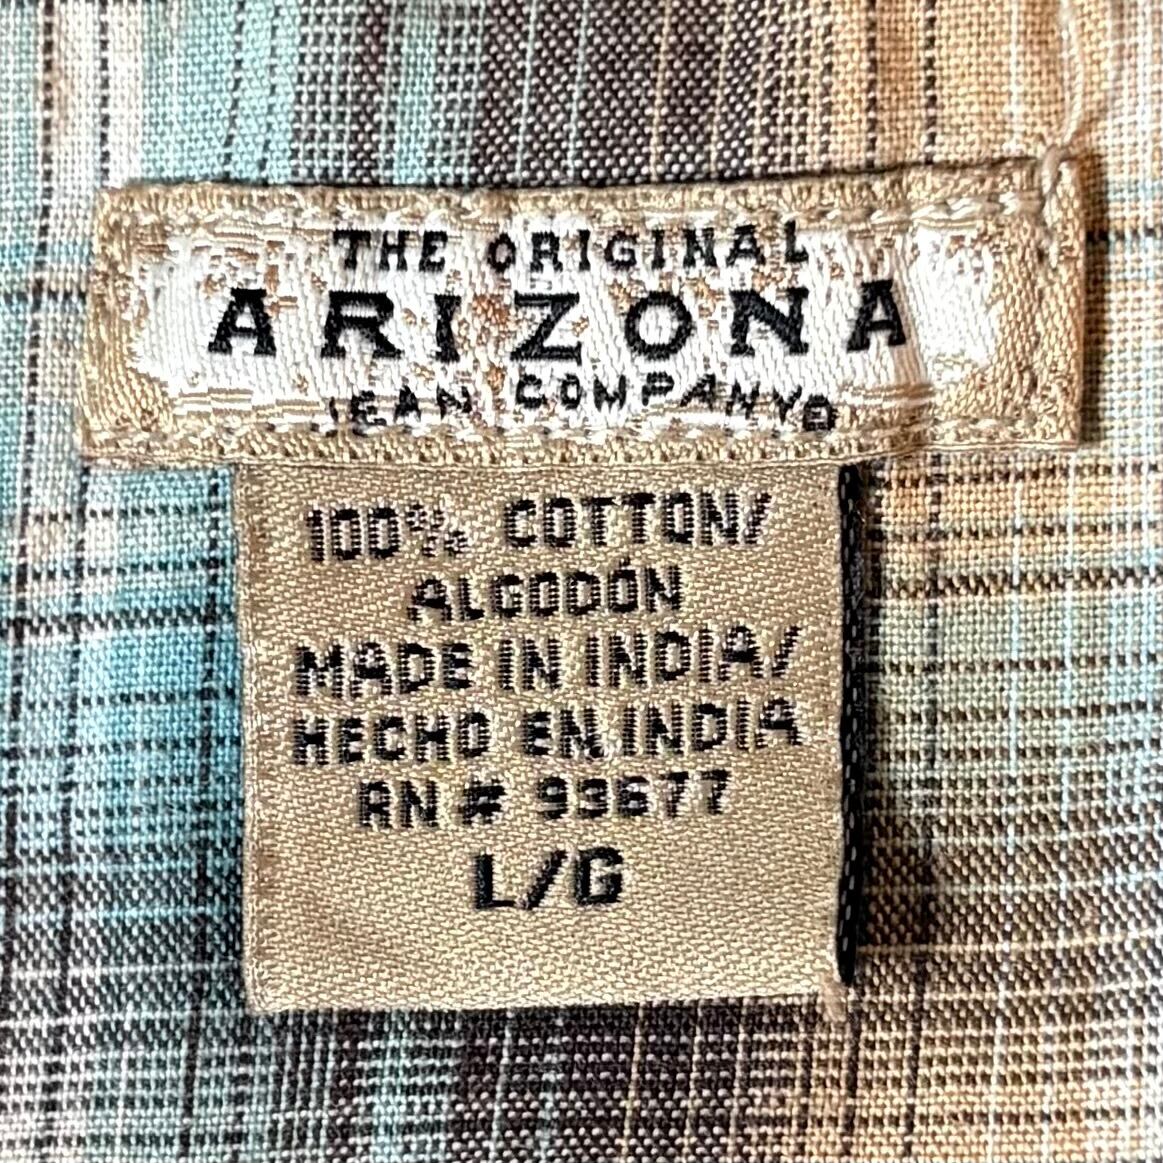 THE ORIGINAL
ARIZONA
JEAN COMPANY®
100% COTTON/
ALGODÓN
MADE IN INDIA/
HECHO EN INDIA
RN # 93677
L/G